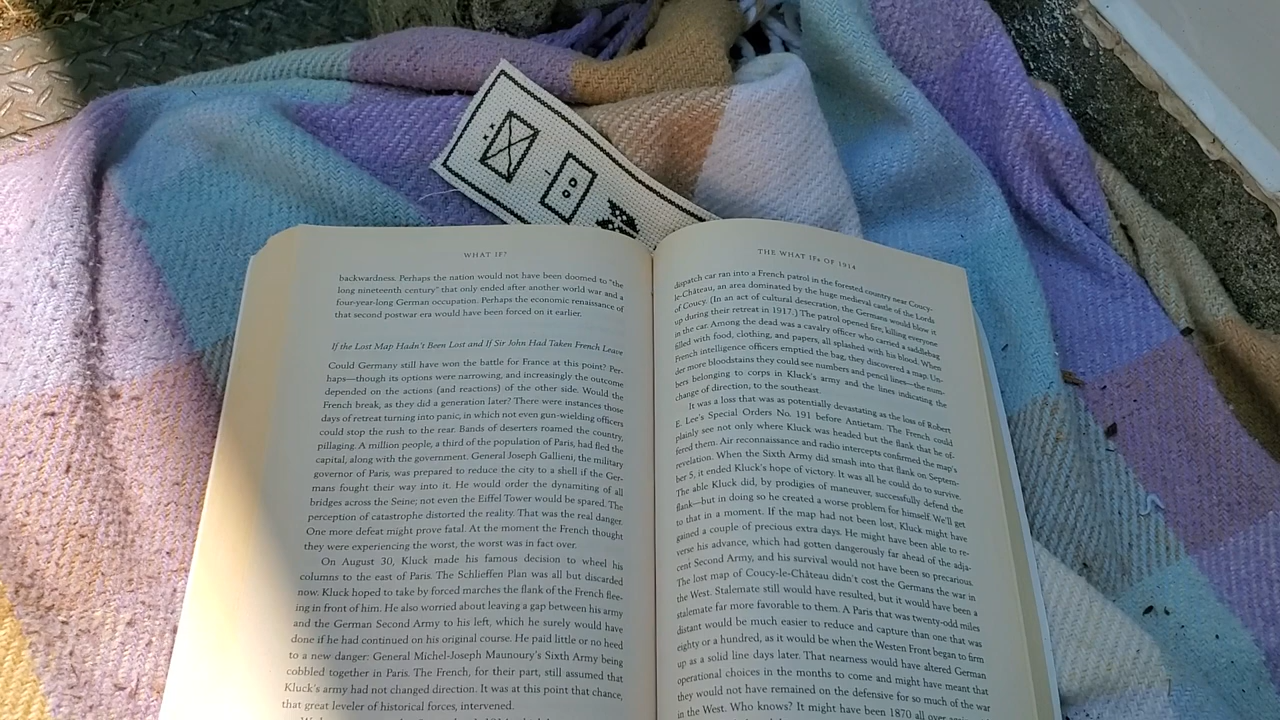 WHAT IF?
backwardness. Perhaps the nation would not have been doomed to "the
long nineteenth century" that only ended after another world war and a
four-year-long German occupation. Perhaps the economic renaissance of
that second postwar era would have been forced on it earlier.
If the Lost Map Hadn't Been Lost and If Sir John Had Taken French Leave
Could Germany still have won the battle for France at this point? Per-
haps—though its options were narrowing, and increasingly the outcome
depended on the actions (and reactions) of the other side. Would the
French break, as they did a generation later? There were instances those
days of retreat turning into panic, in which not even gun-wielding officers
could stop the rush to the rear. Bands of deserters roamed the country,
pillaging. A million people, a third of the population of Paris, had fled the
capital, along with the government. General Joseph Gallieni, the military
governor of Paris, was prepared to reduce the city to a shell if the Ger-
mans fought their way into it. He would order the dynamiting of all
bridges across the Seine; not even the Eiffel Tower would be spared. The
perception of catastrophe distorted the reality. That was the real danger.
One more defeat might prove fatal. At the moment the French thought
they were experiencing the worst, the worst was in fact over.
On August 30, Kluck made his famous decision to wheel his
columns to the east of Paris. The Schlieffen Plan was all but discarded
now. Kluck hoped to take by forced marches the flank of the French flee-
ing in front of him. He also worried about leaving a gap between his army
and the German Second Army to his left, which he surely would have
done if he had continued on his original course. He paid little or no heed
to a new danger: General Michel-Joseph Maunoury's Sixth Army being
cobbled together in Paris. The French, for their part, still assumed that
Kluck's army had not changed direction. It was at this point that chance,
that great leveler of historical forces, intervened.
THE WHAT IFs OF 1914
dispatch car ran into a French patrol in the forested country near Coucy-
le-Château, an area dominated by the huge medieval castle of the Lords
of Coucy. (In an act of cultural desecration, the Germans would blow it
up during their retreat in 1917.) The patrol opened fire, killing everyone
in the car. Among the dead was a cavalry officer who carried a saddlebag
filled with food, clothing, and papers, all splashed with his blood. When
French intelligence officers emptied the bag, they discovered a map. Un-
der more bloodstains they could see numbers and pencil lines—the num-
bers belonging to corps in Kluck's army and the lines indicating the
change of direction, to the southeast.
It was a loss that was as potentially devastating as the loss of Robert
E. Lee's Special Orders No. 191 before Antietam. The French could
plainly see not only where Kluck was headed but the flank that he of-
fered them. Air reconnaissance and radio intercepts confirmed the map's
revelation. When the Sixth Army did smash into that flank on Septem-
ber 5, it ended Kluck's hope of victory. It was all he could do to survive.
The able Kluck did, by prodigies of maneuver, successfully defend the
flank—but in doing so he created a worse problem for himself. We'll get
to that in a moment. If the map had not been lost, Kluck might have
gained a couple of precious extra days. He might have been able to re-
verse his advance, which had gotten dangerously far ahead of the adja-
cent Second Army, and his survival would not have been so precarious.
The lost map of Coucy-le-Château didn't cost the Germans the war in
the West. Stalemate still would have resulted, but it would have been a
stalemate far more favorable to them. A Paris that was twenty-odd miles
distant would be much easier to reduce and capture than one that was
eighty or a hundred, as it would be when the Westen Front began to firm
up as a solid line days later. That nearness would have altered German
operational choices in the months to come and might have meant that
they would not have remained on the defensive for so much of the war
in the West. Who knows? It might have been 1870 all over